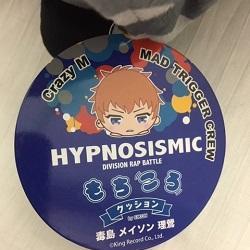 Crazy M
MAD TRIGGER CREW
HYPNOSISMIC
DIVISION RAP BATTLE
もちころ
クッション
毒島 メイソン 理鶯
©King Record Co., Ltd.